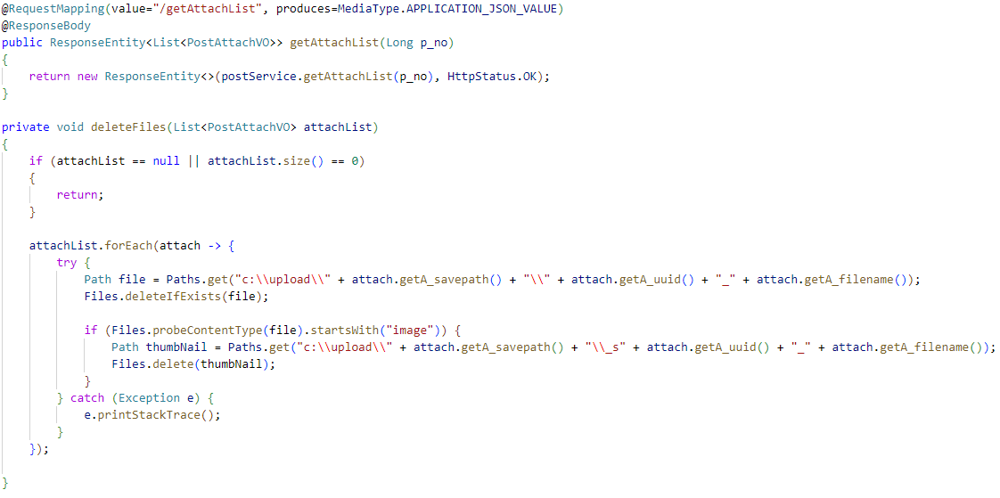 @RequestMapping(value="/getAttachList", produces=MediaType.APPLICATION_JSON_VALUE)
@ResponseBody
public ResponseEntity<List<PostAttachVO>> getAttachList(Long p_no)
{
    return new ResponseEntity<>(postService.getAttachList(p_no), HttpStatus.OK);
}

private void deleteFiles(List<PostAttachVO> attachList)
{
    if (attachList == null || attachList.size() == 0)
    {
        return;
    }

    attachList.forEach(attach -> {
        try {
            Path file = Paths.get("c:\\upload\\" + attach.getA_savepath() + "\\" + attach.getA_uuid() + "_" + attach.getA_filename());
            Files.deleteIfExists(file);

            if (Files.probeContentType(file).startsWith("image")) {
                Path thumbNail = Paths.get("c:\\upload\\" + attach.getA_savepath() + "\\_s" + attach.getA_uuid() + "_" + attach.getA_filename());
                Files.delete(thumbNail);
            }
        } catch (Exception e) {
            e.printStackTrace();
        }
    });

}